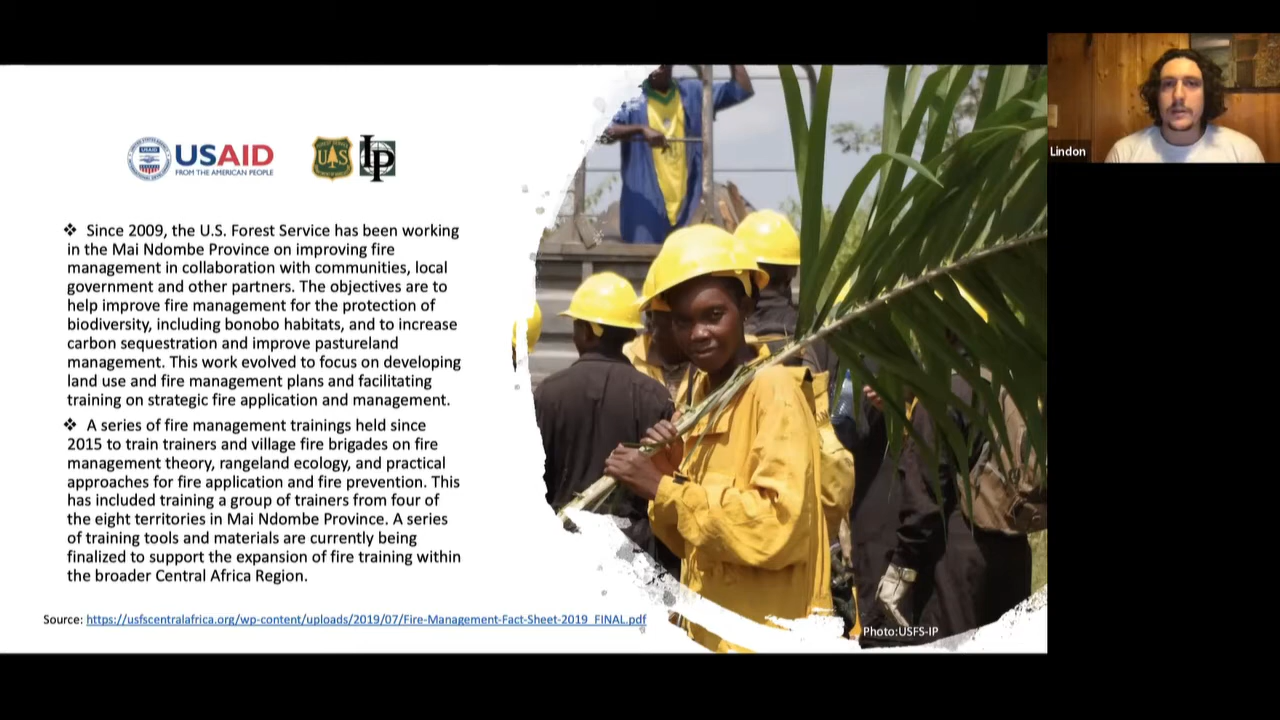 USAID
FROM THE AMERICAN PEOPLE
UAS
IP
❖ Since 2009, the U.S. Forest Service has been working
in the Mai Ndombe Province on improving fire
management in collaboration with communities, local
government and other partners. The objectives are to
help improve fire management for the protection of
biodiversity, including bonobo habitats, and to increase
carbon sequestration and improve pastureland
management. This work evolved to focus on developing
land use and fire management plans and facilitating
training on strategic fire application and management.
❖ A series of fire management trainings held since
2015 to train trainers and village fire brigades on fire
management theory, rangeland ecology, and practical
approaches for fire application and fire prevention. This
has included training a group of trainers from four of
the eight territories in Mai Ndombe Province. A series
of training tools and materials are currently being
finalized to support the expansion of fire training within
the broader Central Africa Region.
Source: https://usfscentralafrica.org/wp-content/uploads/2019/07/Fire-Management-Fact-Sheet-2019_FINAL.pdf
Photo:USFS-IP
Lindon